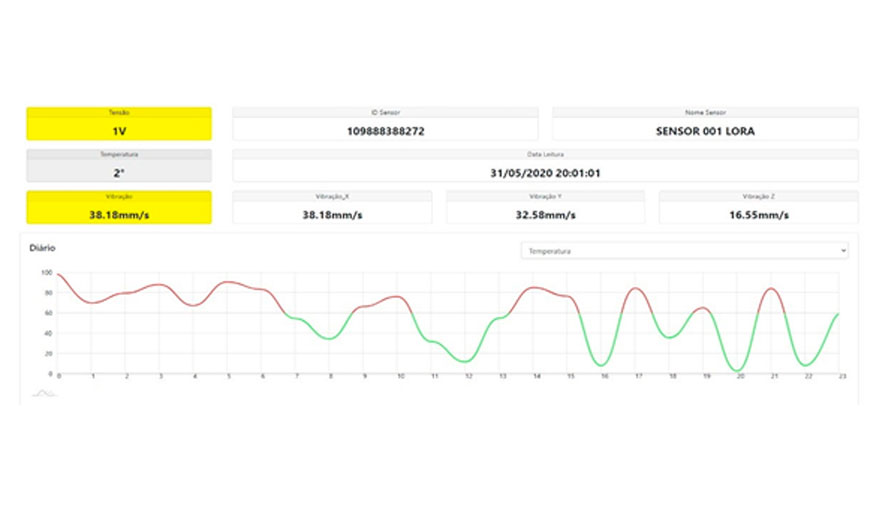 Tensão
1V
ID Sensor
109888388272
Nome Sensor
SENSOR 001 LORA
Temperatura
2°
Data Leitura
31/05/2020 20:01:01
Vibração
38.18mm/s
Vibração_X
38.18mm/s
Vibração Y
32.58mm/s
Vibração Z
16.55mm/s
Diário
Temperatura
100
80
60
40
20
0
0 1 2 3 4 5 6 7 8 9 10 11 12 13 14 15 16 17 18 19 20 21 22 23